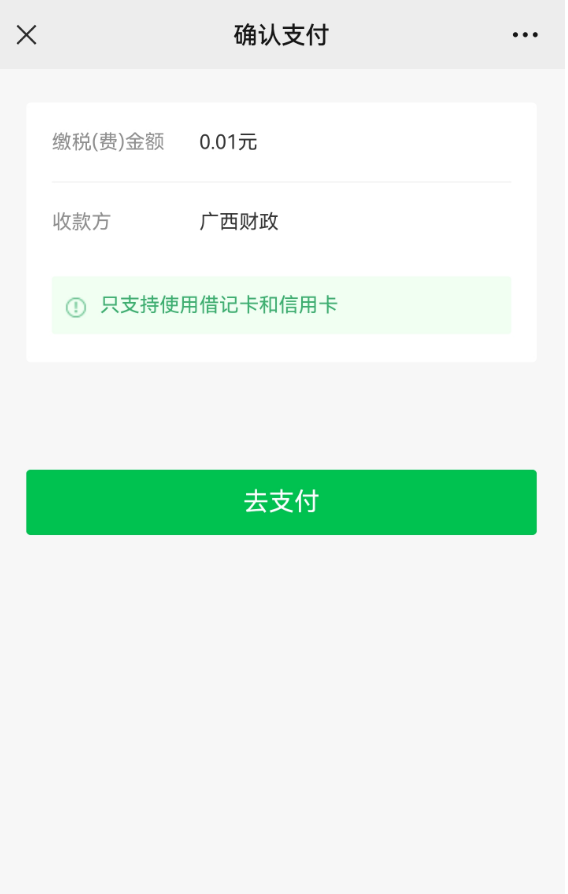 确认支付
缴税(费)金额 0.01元
收款方 广西财政
只支持使用借记卡和信用卡
去支付